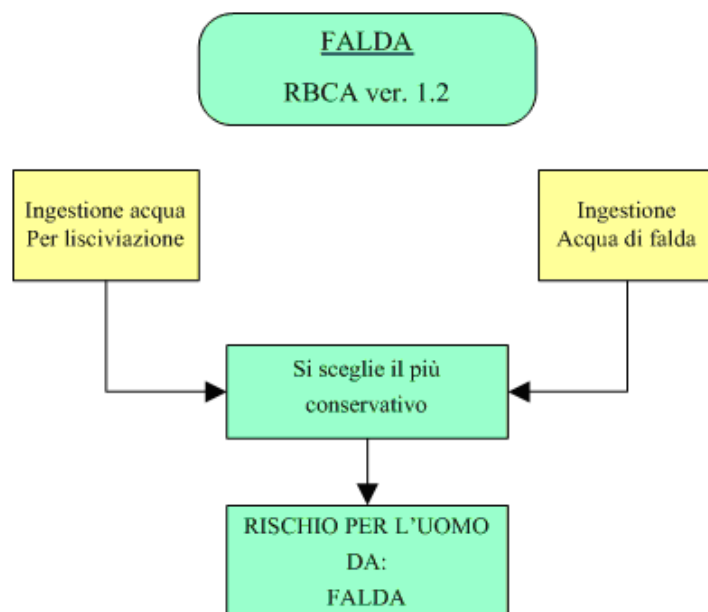 FALDA
RBCA ver. 1.2
Ingestione acqua
Per lisciviazione
Ingestione
Acqua di falda
Si sceglie il più
conservativo
RISCHIO PER L’UOMO
DA:
FALDA